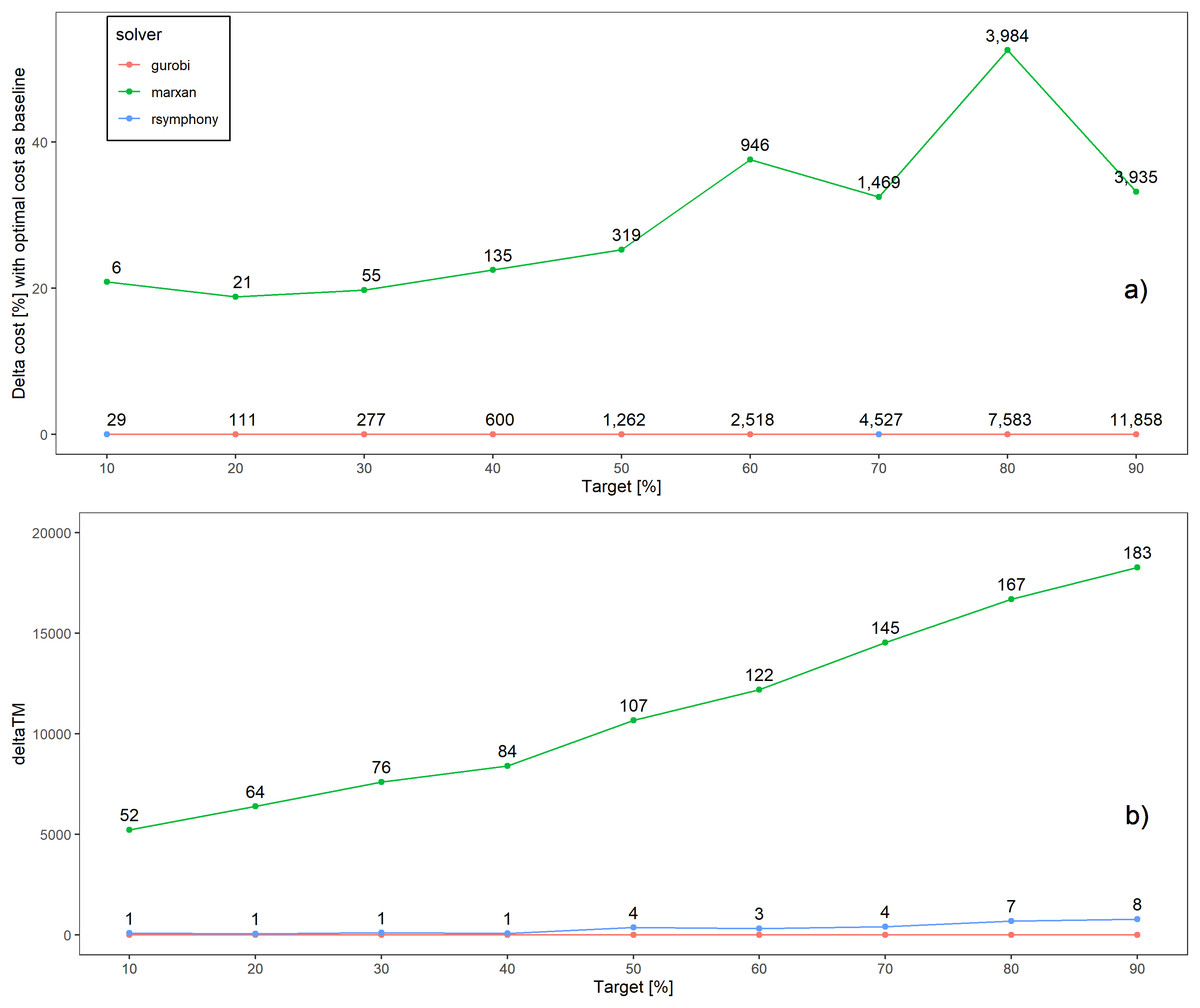 solver
gurobi
marxan
rsymphony
Delta cost [%] with optimal cost as baseline
40
20
0
6 21 55 135 319 946 1,469 3,984 3,935
a)
29 111 277 600 1,262 2,518 4,527 7,583 11,858
10 20 30 40 50 60 70 80 90
Target [%]
deltaTM
20000
15000
10000
5000
0
52 64 76 84 107 122 145 167 183
b)
1 1 1 1 4 3 4 7 8
10 20 30 40 50 60 70 80 90
Target [%]